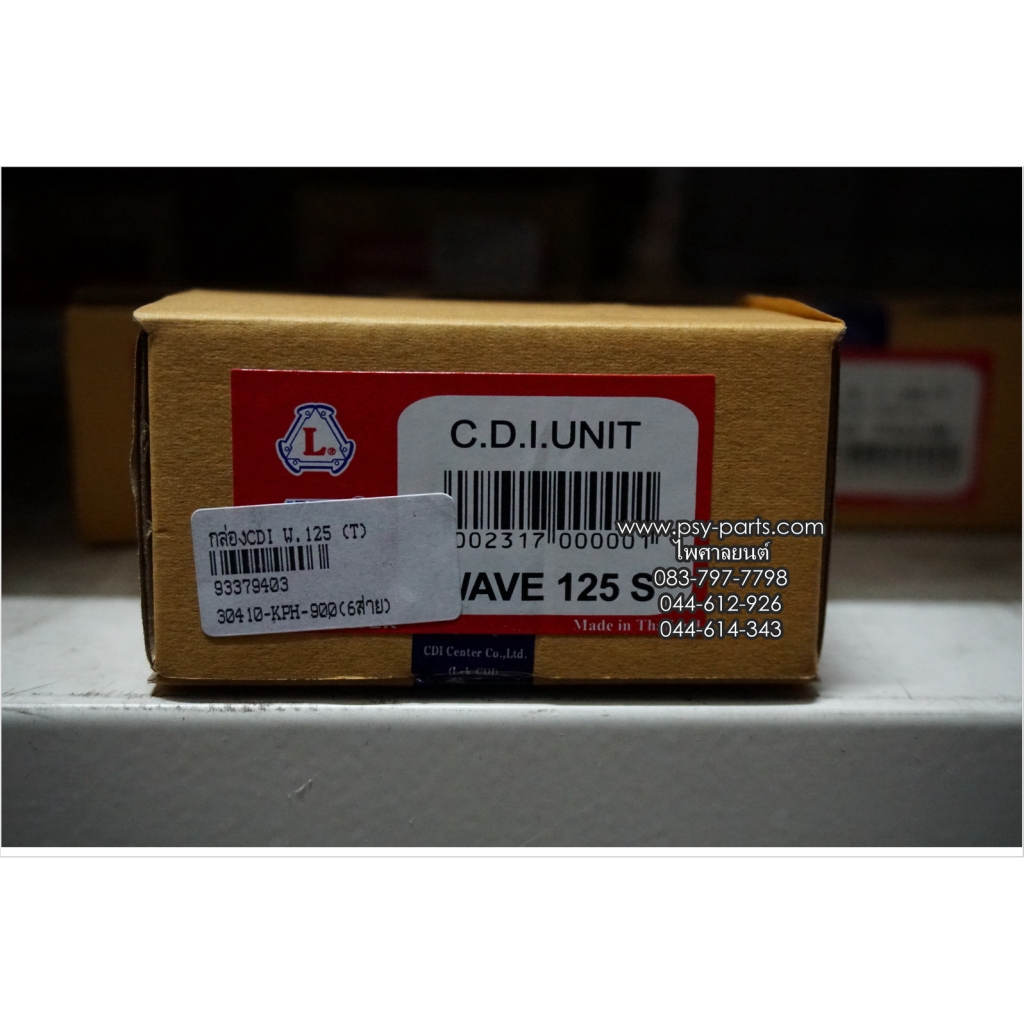 L®
C.D.I.UNIT
002317 000001
WAVE 125 S
Made in
CDI Center Co.,Ltd.
กล่องCDI W.125 (T)
93379403
30410-KPH-900(6สาย)
www.psy-parts.com
ไพศาลยนต์
083-797-7798
044-612-926
044-614-343